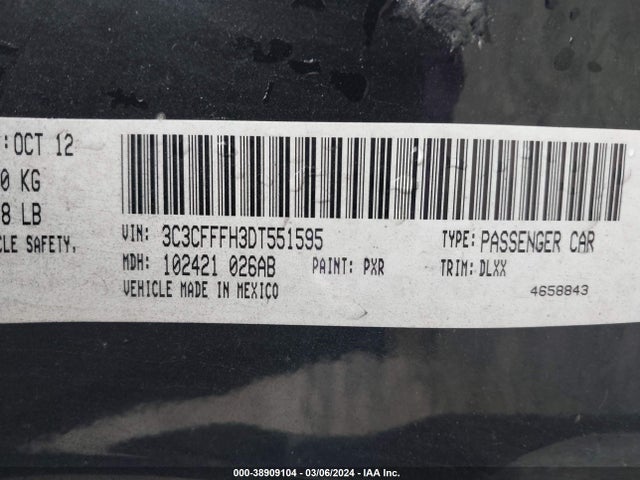 :OCT 12
0 KG
8 LB
CLE SAFETY,
VIN: 3C3CFFFH3DT551595 TYPE: PASSENGER CAR
MDH: 102421 026AB PAINT: PXR TRIM: DLXX
VEHICLE MADE IN MEXICO
4658843
000-38909104 — 03/06/2024 — IAA Inc.